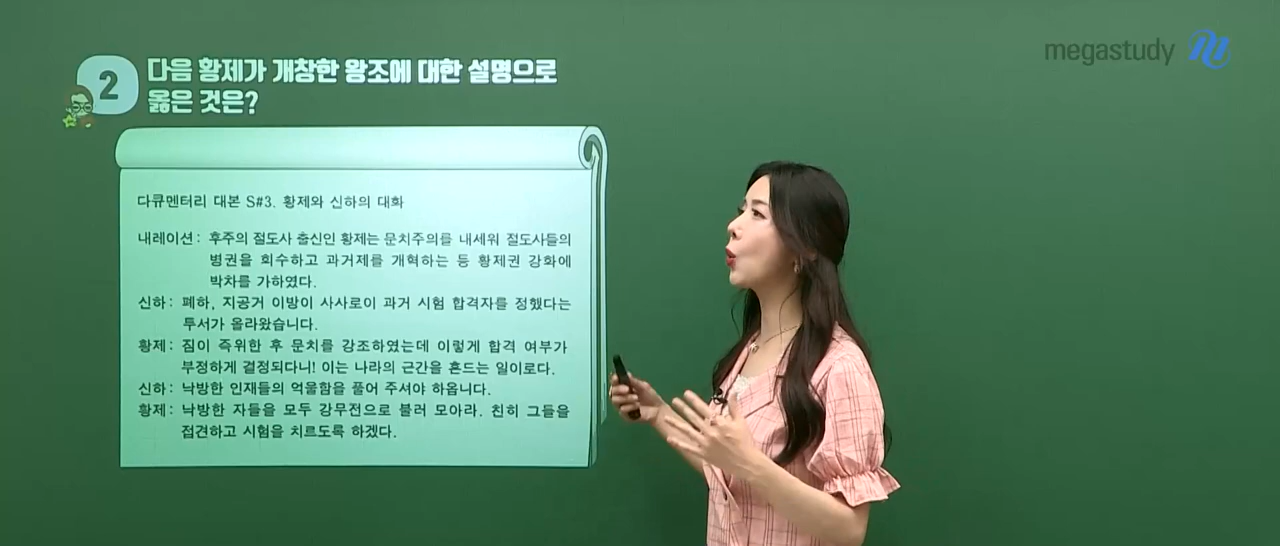 megastudy
2
다음 황제가 개창한 왕조에 대한 설명으로
옳은 것은?
다큐멘터리 대본 S#3. 황제와 신하의 대화
내레이션: 후주의 절도사 출신인 황제는 문치주의를 내세워 절도사들의
병권을 회수하고 과거제를 개혁하는 등 황제권 강화에
박차를 가하였다.
신하: 폐하, 지공거 이방이 사사로이 과거 시험 합격자를 정했다는
투서가 올라왔습니다.
황제: 짐이 즉위한 후 문치를 강조하였는데 이렇게 합격 여부가
부정하게 결정되다니! 이는 나라의 근간을 흔드는 일이로다.
신하: 낙방한 인재들의 억울함을 풀어 주셔야 하옵니다.
황제: 낙방한 자들을 모두 강무전으로 불러 모아라. 친히 그들을
접견하고 시험을 치르도록 하겠다.